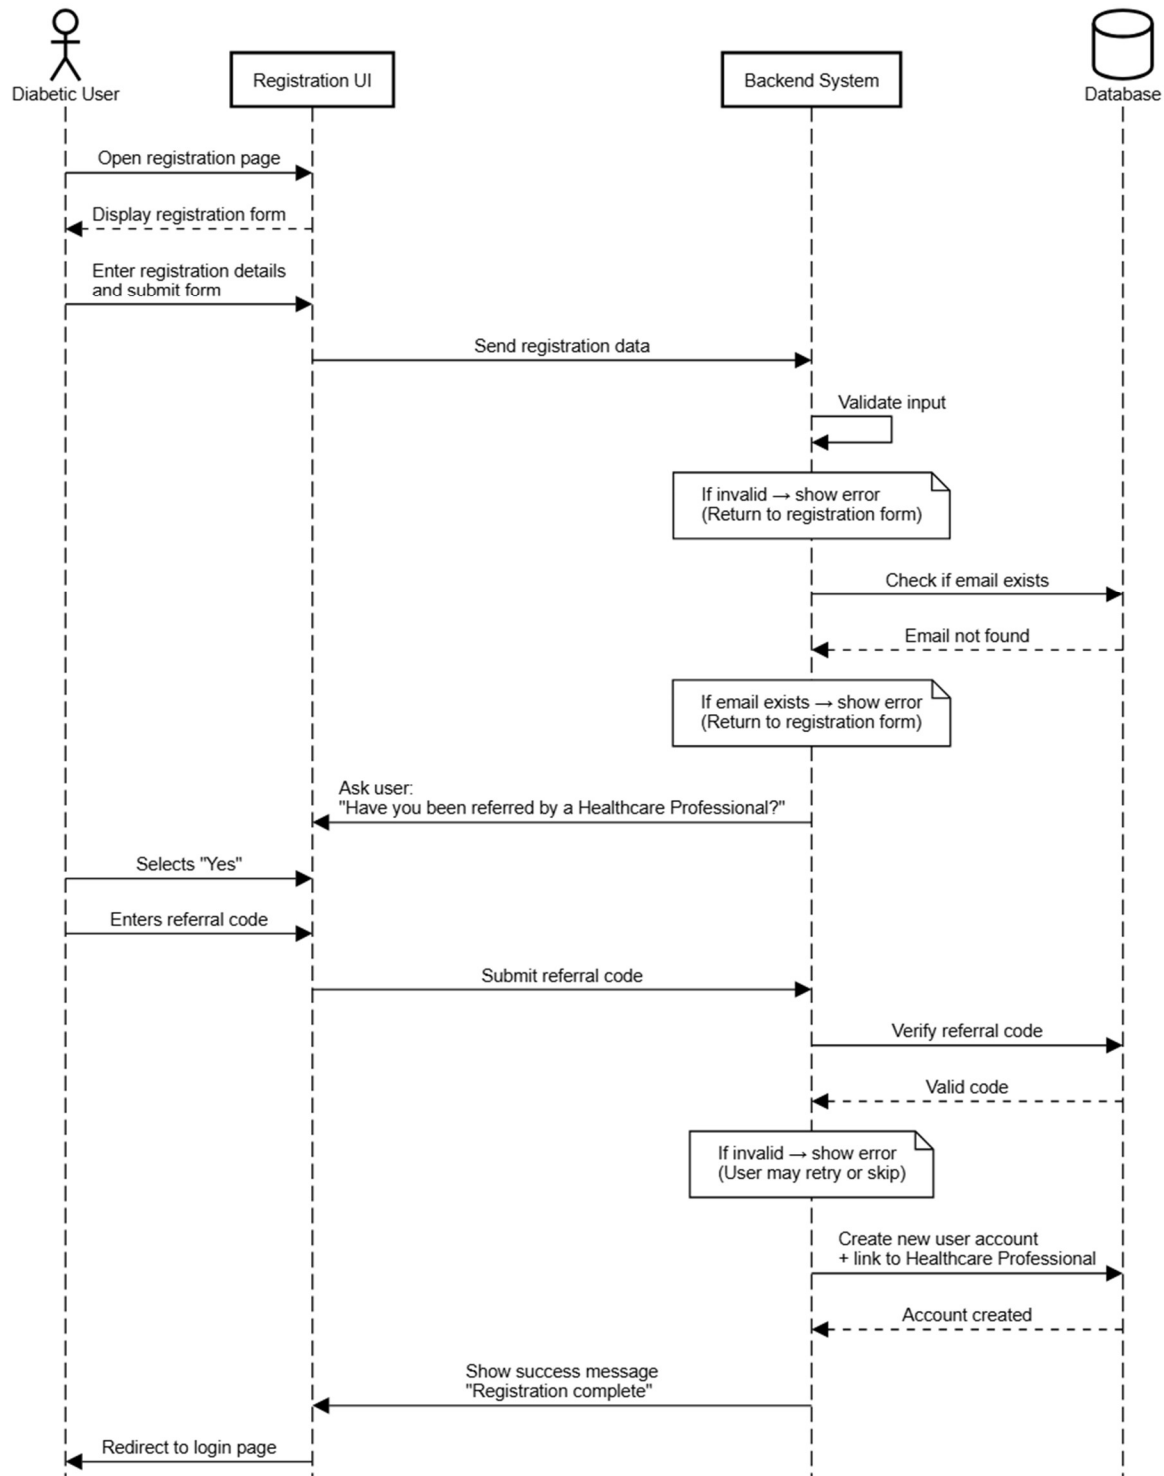 Diabetic User
Registration UI
Backend System
Database
Open registration page
Display registration form
Enter registration details
and submit form
Send registration data
Validate input
If invalid → show error
(Return to registration form)
Check if email exists
Email not found
If email exists → show error
(Return to registration form)
Ask user:
"Have you been referred by a Healthcare Professional?"
Selects "Yes"
Enters referral code
Submit referral code
Verify referral code
Valid code
If invalid → show error
(User may retry or skip)
Create new user account
+ link to Healthcare Professional
Account created
Show success message
"Registration complete"
Redirect to login page